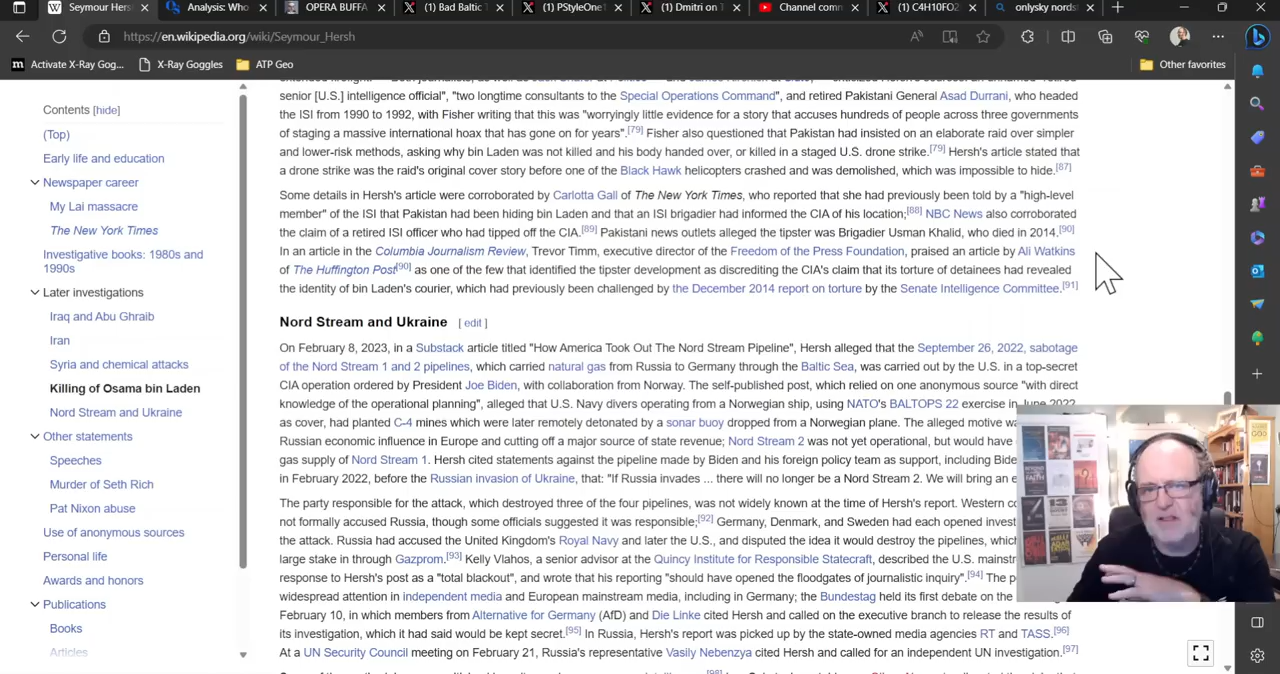 Seymour Hers
Analysis: Who
OPERA BUFFA
(1) Bad Baltic T
(1) PStyleOne1
(1) Dmitri on T
Channel com
(1) C4H10FO2
onlysky nords
https://en.wikipedia.org/wiki/Seymour_Hersh
Activate X-Ray Gog...
X-Ray Goggles
ATP Geo
Other favorites
Contents [hide]
(Top)
Early life and education
Newspaper career
My Lai massacre
The New York Times
Investigative books: 1980s and
1990s
Later investigations
Iraq and Abu Ghraib
Iran
Syria and chemical attacks
Killing of Osama bin Laden
Nord Stream and Ukraine
Other statements
Speeches
Murder of Seth Rich
Pat Nixon abuse
Use of anonymous sources
Personal life
Awards and honors
Publications
Books
Articles
senior [U.S.] intelligence official", "two longtime consultants to the Special Operations Command", and retired Pakistani General Asad Durrani, who headed
the ISI from 1990 to 1992, with Fisher writing that this was "worryingly little evidence for a story that accuses hundreds of people across three governments
of staging a massive international hoax that has gone on for years".[79] Fisher also questioned that Pakistan had insisted on an elaborate raid over simpler
and lower-risk methods, asking why bin Laden was not killed and his body handed over, or killed in a staged U.S. drone strike.[79] Hersh's article stated that
a drone strike was the raid's original cover story before one of the Black Hawk helicopters crashed and was demolished, which was impossible to hide.[87]
Some details in Hersh's article were corroborated by Carlotta Gall of The New York Times, who reported that she had previously been told by a "high-level
member" of the ISI that Pakistan had been hiding bin Laden and that an ISI brigadier had informed the CIA of his location;[88] NBC News also corroborated
the claim of a retired ISI officer who had tipped off the CIA.[89] Pakistani news outlets alleged the tipster was Brigadier Usman Khalid, who died in 2014.[90]
In an article in the Columbia Journalism Review, Trevor Timm, executive director of the Freedom of the Press Foundation, praised an article by Ali Watkins
of The Huffington Post[90] as one of the few that identified the tipster development as discrediting the CIA's claim that its torture of detainees had revealed
the identity of bin Laden's courier, which had previously been challenged by the December 2014 report on torture by the Senate Intelligence Committee.[91]
Nord Stream and Ukraine [ edit ]
On February 8, 2023, in a Substack article titled "How America Took Out The Nord Stream Pipeline", Hersh alleged that the September 26, 2022, sabotage
of the Nord Stream 1 and 2 pipelines, which carried natural gas from Russia to Germany through the Baltic Sea, was carried out by the U.S. in a top-secret
CIA operation ordered by President Joe Biden, with collaboration from Norway. The self-published post, which relied on one anonymous source "with direct
knowledge of the operational planning", alleged that U.S. Navy divers operating from a Norwegian ship, using NATO's BALTOPS 22 exercise in June 2022
as cover, had planted C-4 mines which were later remotely detonated by a sonar buoy dropped from a Norwegian plane. The alleged motive wa
Russian economic influence in Europe and cutting off a major source of state revenue; Nord Stream 2 was not yet operational, but would have
gas supply of Nord Stream 1. Hersh cited statements against the pipeline made by Biden and his foreign policy team as support, including Bide
in February 2022, before the Russian invasion of Ukraine, that: "If Russia invades ... there will no longer be a Nord Stream 2. We will bring an e
The party responsible for the attack, which destroyed three of the four pipelines, was not widely known at the time of Hersh's report. Western co
not formally accused Russia, though some officials suggested it was responsible;[92] Germany, Denmark, and Sweden had each opened invest
the attack. Russia had accused the United Kingdom's Royal Navy and later the U.S., and disputed the idea it would destroy the pipelines, whic
large stake in through Gazprom.[93] Kelly Vlahos, a senior advisor at the Quincy Institute for Responsible Statecraft, described the U.S. mainstr
response to Hersh's post as a "total blackout", and wrote that his reporting "should have opened the floodgates of journalistic inquiry".[94] The p
widespread attention in independent media and European mainstream media, including in Germany; the Bundestag held its first debate on the
February 10, in which members from Alternative for Germany (AfD) and Die Linke cited Hersh and called on the executive branch to release the results of
its investigation, which it had said would be kept secret.[95] In Russia, Hersh's report was picked up by the state-owned media agencies RT and TASS.[96]
At a UN Security Council meeting on February 21, Russia's representative Vasily Nebenzya cited Hersh and called for an independent UN investigation.[97]